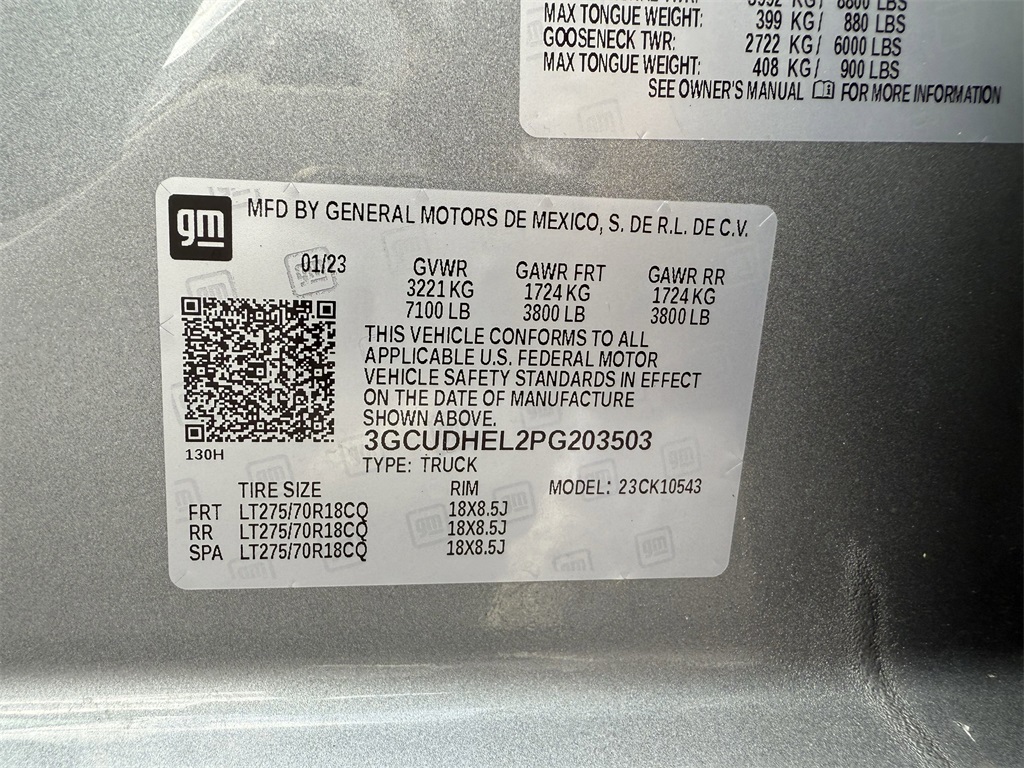 8800 LBS
MAX TONGUE WEIGHT: 399 KG/ 880 LBS
GOOSENECK TWR: 2722 KG/ 6000 LBS
MAX TONGUE WEIGHT: 408 KG/ 900 LBS
SEE OWNER'S MANUAL FOR MORE INFORMATION
gm MFD BY GENERAL MOTORS DE MEXICO, S. DE R.L. DE C.V.
01/23 GVWR GAWR FRT GAWR RR
3221 KG 1724 KG 1724 KG
7100 LB 3800 LB 3800 LB
THIS VEHICLE CONFORMS TO ALL
APPLICABLE U.S. FEDERAL MOTOR
VEHICLE SAFETY STANDARDS IN EFFECT
ON THE DATE OF MANUFACTURE
SHOWN ABOVE.
3GCUDHEL2PG203503
130H
TYPE: TRUCK
TIRE SIZE RIM MODEL: 23CK10543
FRT LT275/70R18CQ 18X8.5J
RR LT275/70R18CQ 18X8.5J
SPA LT275/70R18CQ 18X8.5J